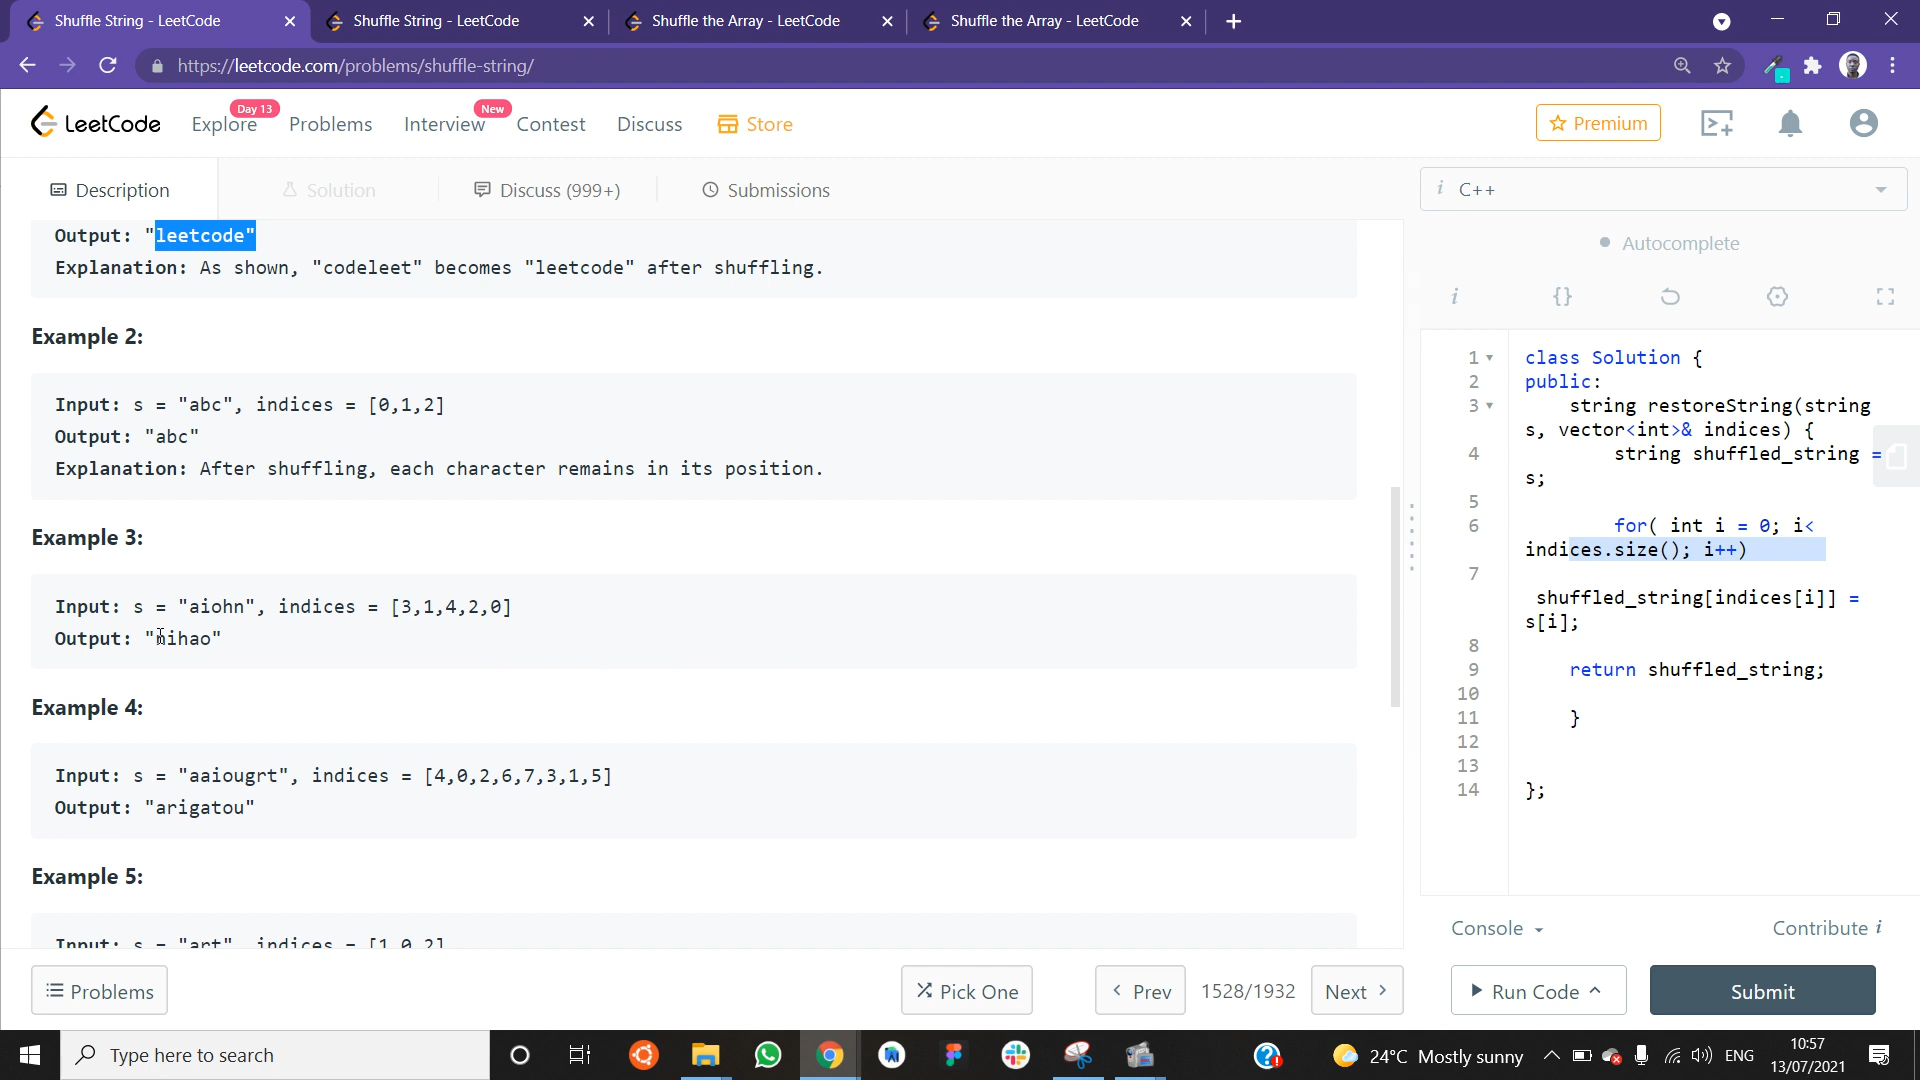 Shuffle String - LeetCode
Shuffle String - LeetCode
Shuffle the Array - LeetCode
Shuffle the Array - LeetCode
https://leetcode.com/problems/shuffle-string/
LeetCode
Explore
Day 13
Problems
Interview
New
Contest
Discuss
Store
Premium
Description
Solution
Discuss (999+)
Submissions
i C++
Output: "leetcode"
Explanation: As shown, "codeleet" becomes "leetcode" after shuffling.
Example 2:
Input: s = "abc", indices = [0,1,2]
Output: "abc"
Explanation: After shuffling, each character remains in its position.
Example 3:
Input: s = "aiohn", indices = [3,1,4,2,0]
Output: "nihao"
Example 4:
Input: s = "aaiougrt", indices = [4,0,2,6,7,3,1,5]
Output: "arigatou"
Example 5:
Input: s = "art", indices = [1,0,2]
Autocomplete
i {}
1 class Solution {
2 public:
3 string restoreString(string
s, vector<int>& indices) {
4 string shuffled_string =
s;
5
6 for( int i = 0; i<
indices.size(); i++)
7
shuffled_string[indices[i]] =
s[i];
8
9 return shuffled_string;
10
11 }
12
13
14 };
Console
Contribute i
Problems
Pick One
Prev
1528/1932
Next
Run Code
Submit
Type here to search
24°C Mostly sunny
ENG
10:57
13/07/2021